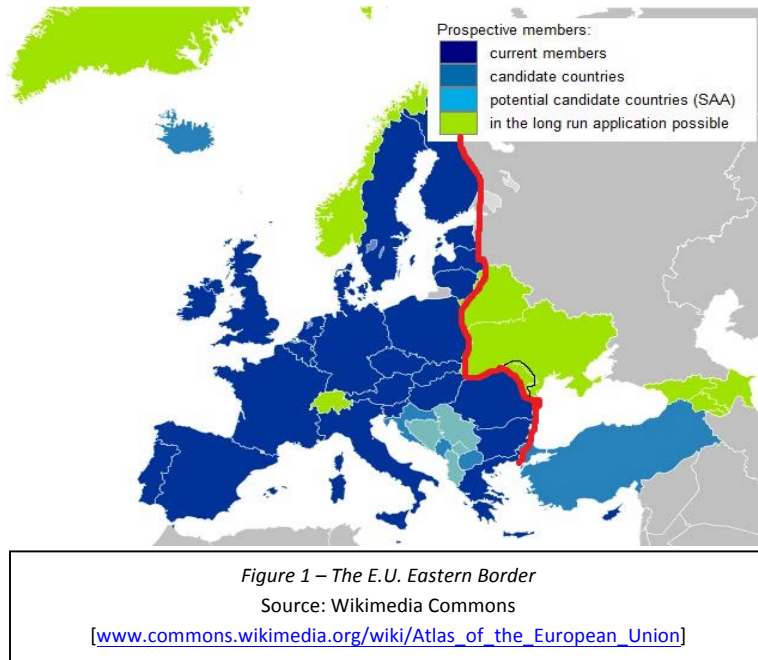 Prospective members:
current members
candidate countries
potential candidate countries (SAA)
in the long run application possible
Figure 1 – The E.U. Eastern Border
Source: Wikimedia Commons
[www.commons.wikimedia.org/wiki/Atlas_of_the_European_Union]